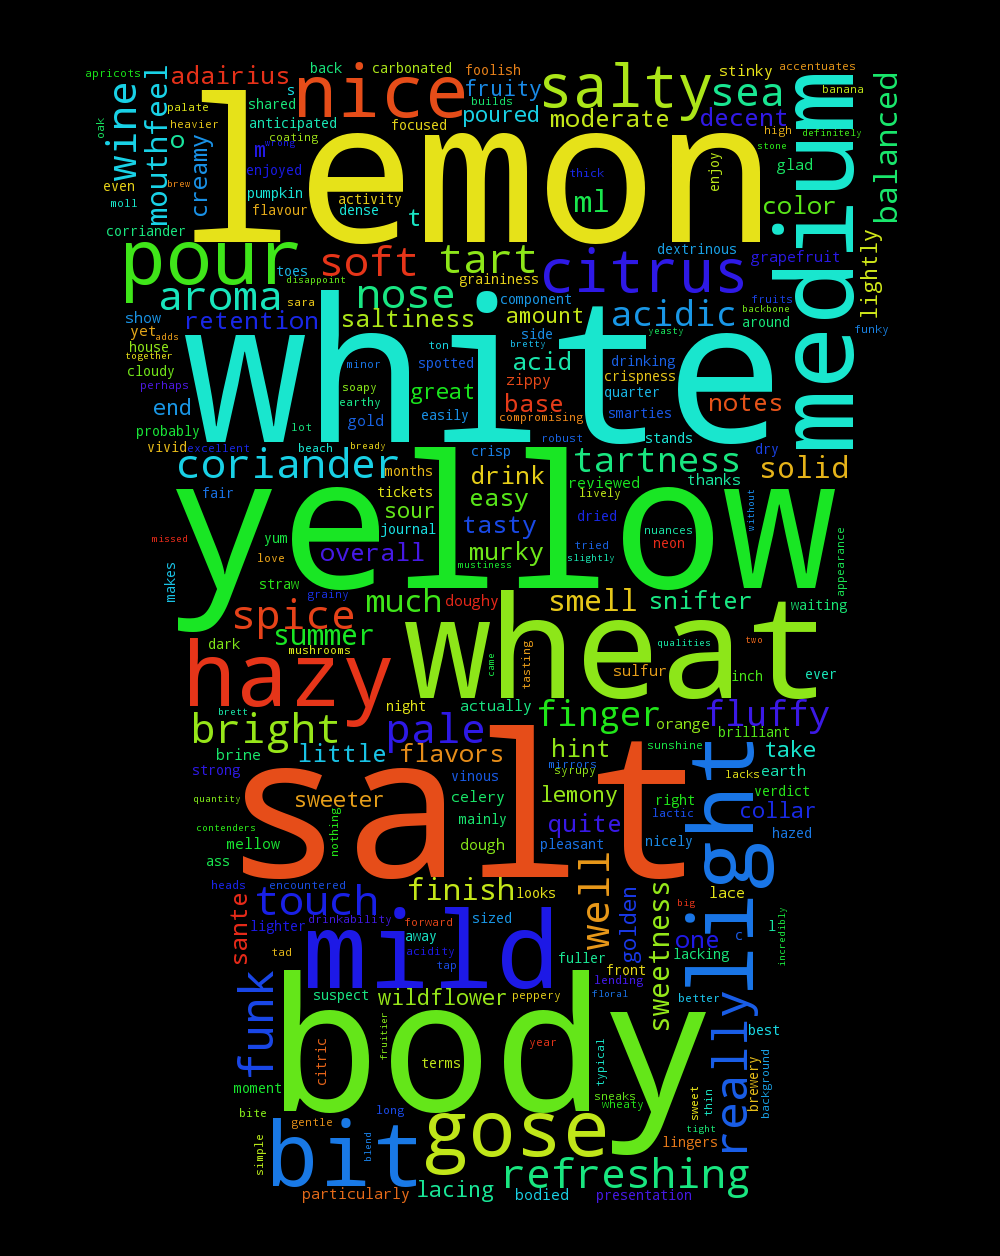 apricots
adairius
back
carbonated
foolish
stinky
accentuates
s
nice
fruity
salty
sea
banana
wine
mouthfeel
palate
shared
builds
poured
moderate
decent
medium
balanced
oak
heavier
o
anticipated
focused
high
definitely
coating
lemon
creamy
m
wrong
stone
enjoyed
thick
enjoy
glad
even
brew
pumpkin
activity
ml
color
moll
flavour
dense
t
corriander
lightly
pour
soft
tart
citrus
dextrinous
grapefruit
toes
disappoint
graininess
aroma
sara
nose
component
fruits
backbone
show
retention
saltiness
amount
acidic
around
funky
yet
adds
side
yeasty
house
white
ton
bretty
together
minor
spotted
acid
drinking
cloudy
zippy
crispness
perhaps
soapy
great
quarter
earthy
base
notes
end
gold
easily
compromising
smarties
probably
lot
robust
stands
vivid
excellent
beach
bready
crisp
dry
coriander
months
drink
tartness
solid
thanks
reviewed
fair
tickets
easy
lively
yellow
sour
dried
without
journal
tasty
nuances
missed
yum
neon
overall
murky
tried
slightly
appearance
love
mustiness
makes
straw
grainy
much
doughy
smell
snifter
waiting
spice
wheat
summer
dark
mushrooms
qualities
two
hazy
came
tasting
sulfur
inch
ever
brett
night
actually
finger
fluffy
bright
pale
orange
brilliant
brine
little
flavors
hint
sunshine
take
strong
vinous
mirrors
syrupy
lacks
earth
salt
quantity
sweeter
celery
lemony
right
verdict
light
collar
contenders
nothing
mainly
quite
lactic
hazed
mellow
dough
pleasant
nicely
ass
heads
encountered
finish
looks
well
lace
touch
sante
sweetness
big
lighter
drinkability
forward
sized
golden
one
c
l
incredibly
mild
away
tad
acidity
fuller
lacking
tap
front
funk
suspect
wildflower
peppery
lending
floral
better
really
body
fruitier
year
best
citric
terms
typical
brewery
background
moment
sneaks
wheaty
sweet
thin
bite
gentle
long
gose
tight
lingers
simple
bit
blend
refreshing
particularly
lacing
bodied
presentation